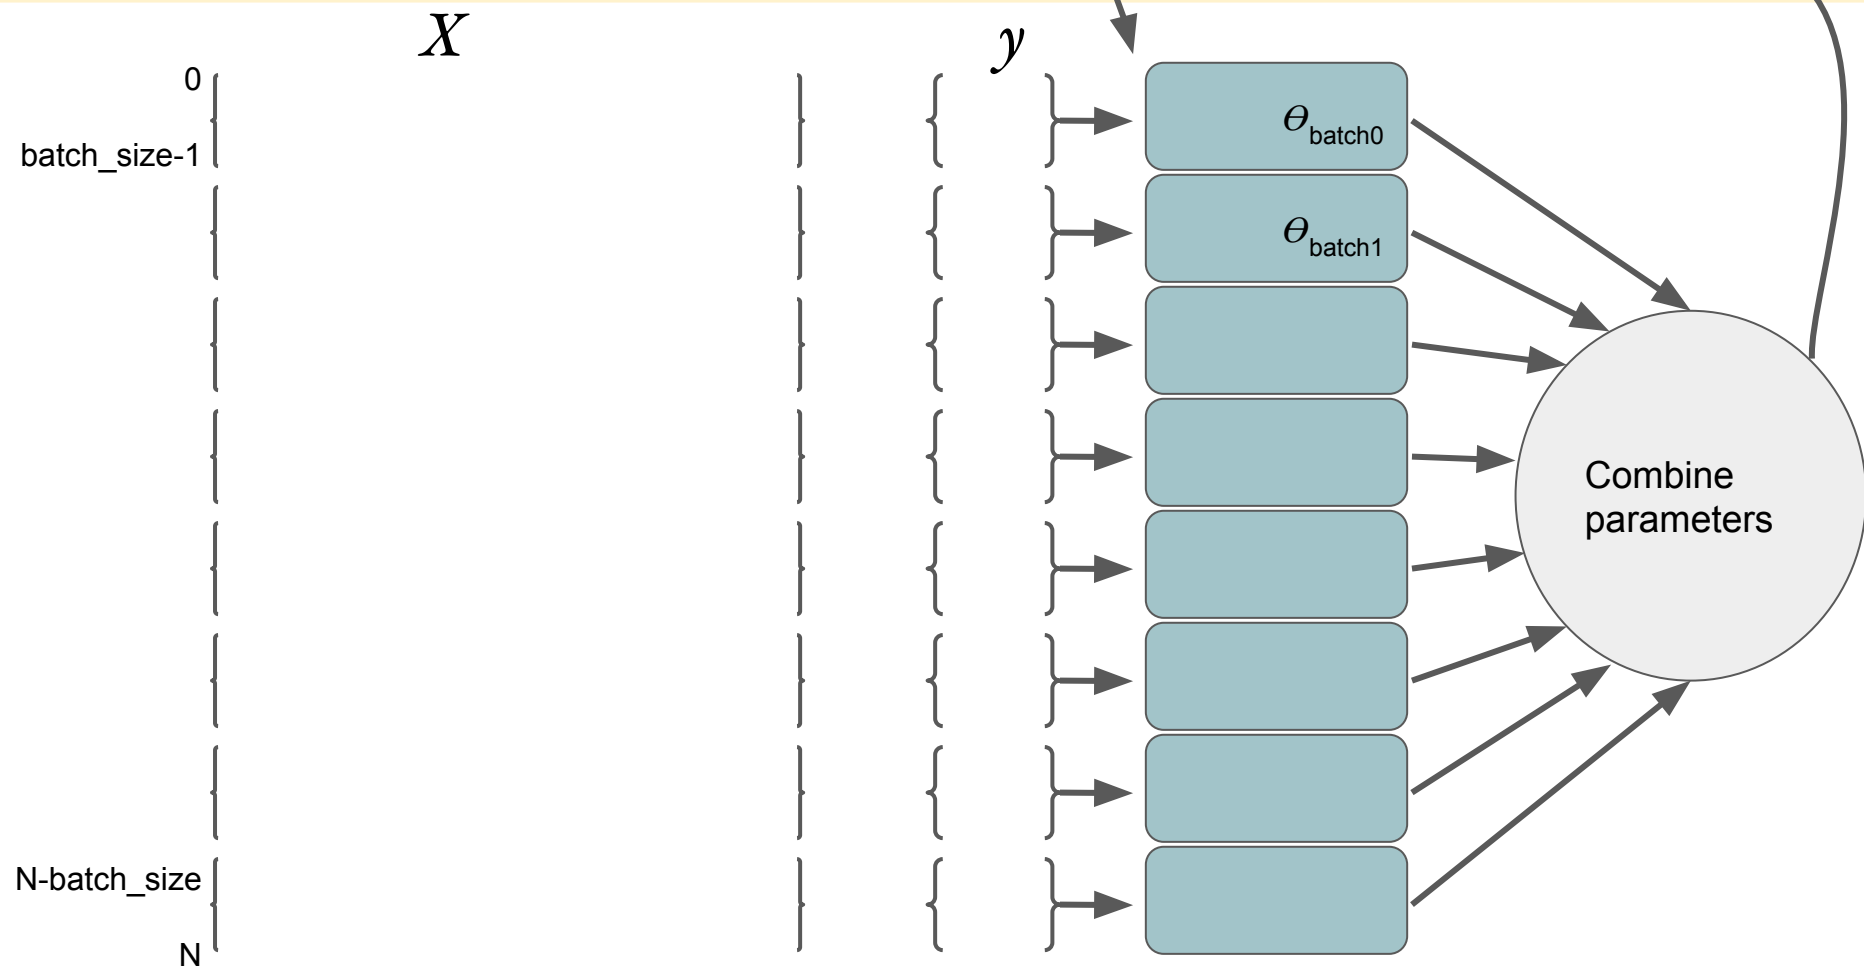 X
y
0
batch_size-1
θbatch0
θbatch1
Combine
parameters
N-batch_size
N